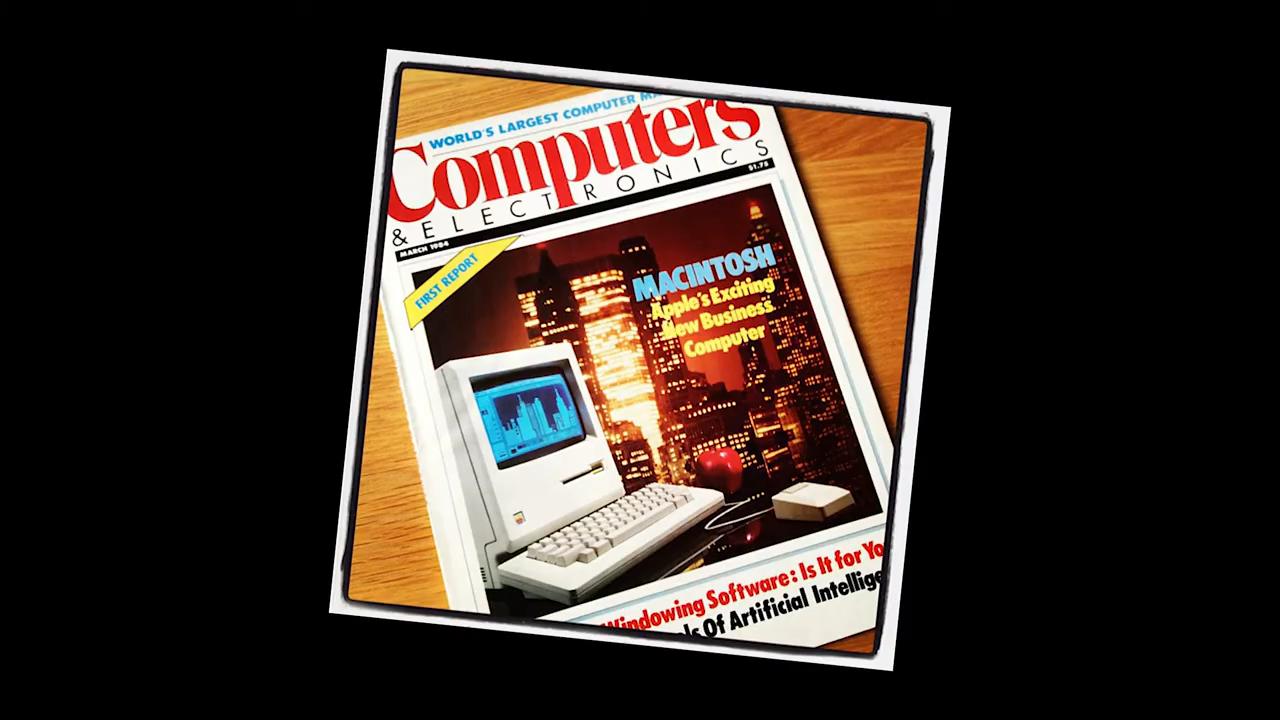 WORLD'S LARGEST COMPUTER
Computers
& ELECTRONICS
$1.75
MARCH 1984
FIRST REPORT
MACINTOSH
Apple's Exciting
New Business
Computer
Windowing Software: Is It for
Of Artificial